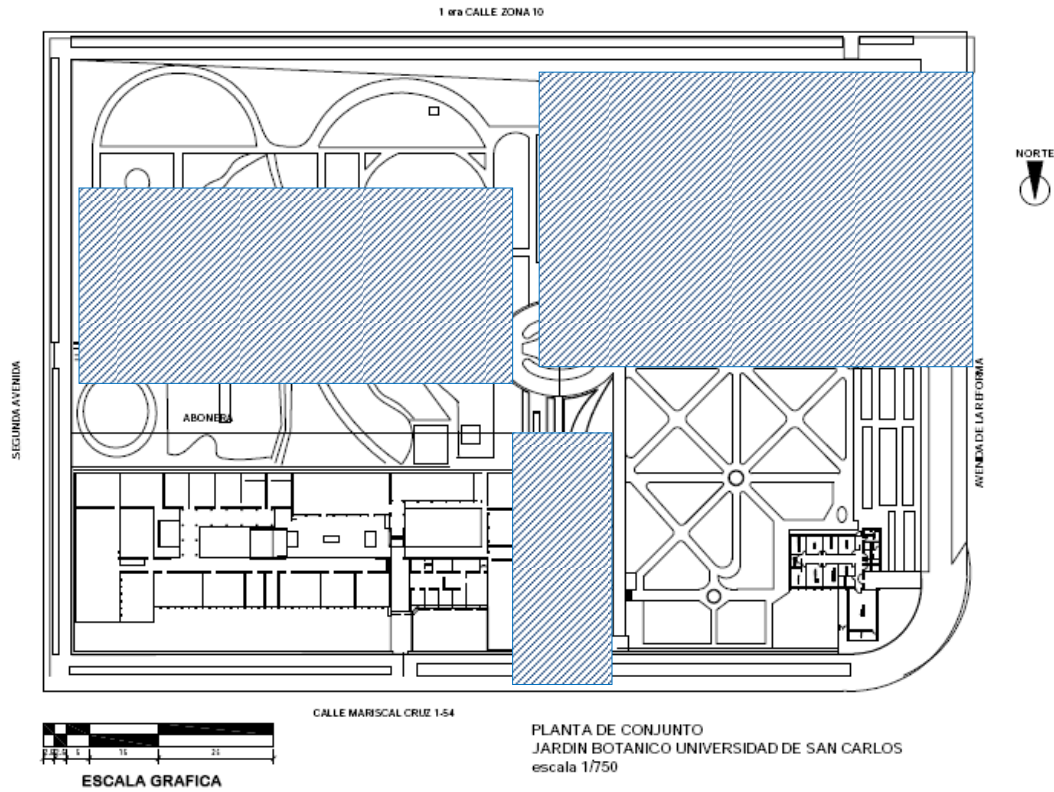 1 era CALLE ZONA 10
NORTE
SEGUNDA AVENIDA
AVENIDA DE LA REFORMA
ABONERA
CALLE MARISCAL CRUZ 1-54
PLANTA DE CONJUNTO
JARDIN BOTANICO UNIVERSIDAD DE SAN CARLOS
escala 1/750
5 15 25
ESCALA GRAFICA